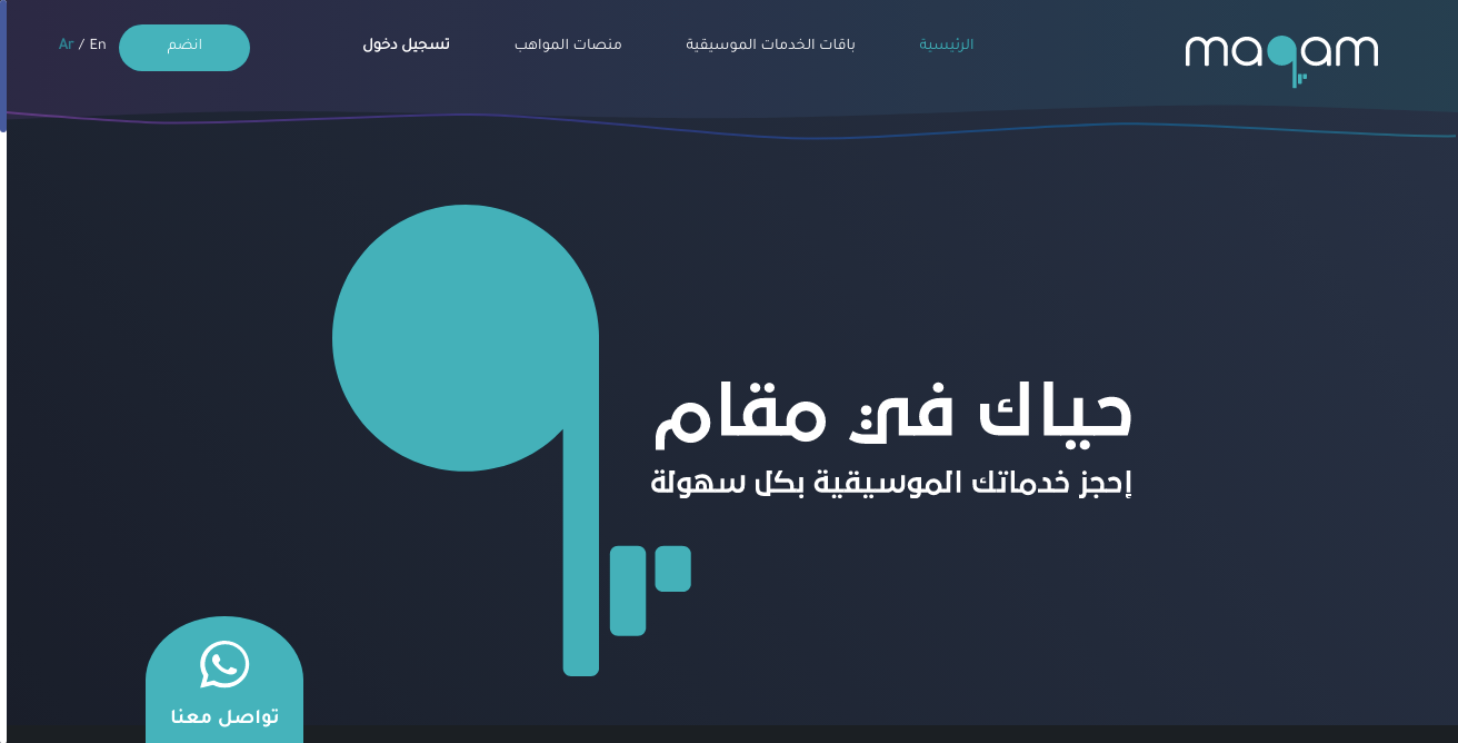 maqam
الرئيسية
باقات الخدمات الموسيقية
منصات المواهب
تسجيل دخول
انضم
Ar / En
حياك في مقام
إحجز خدماتك الموسيقية بكل سهولة
تواصل معنا